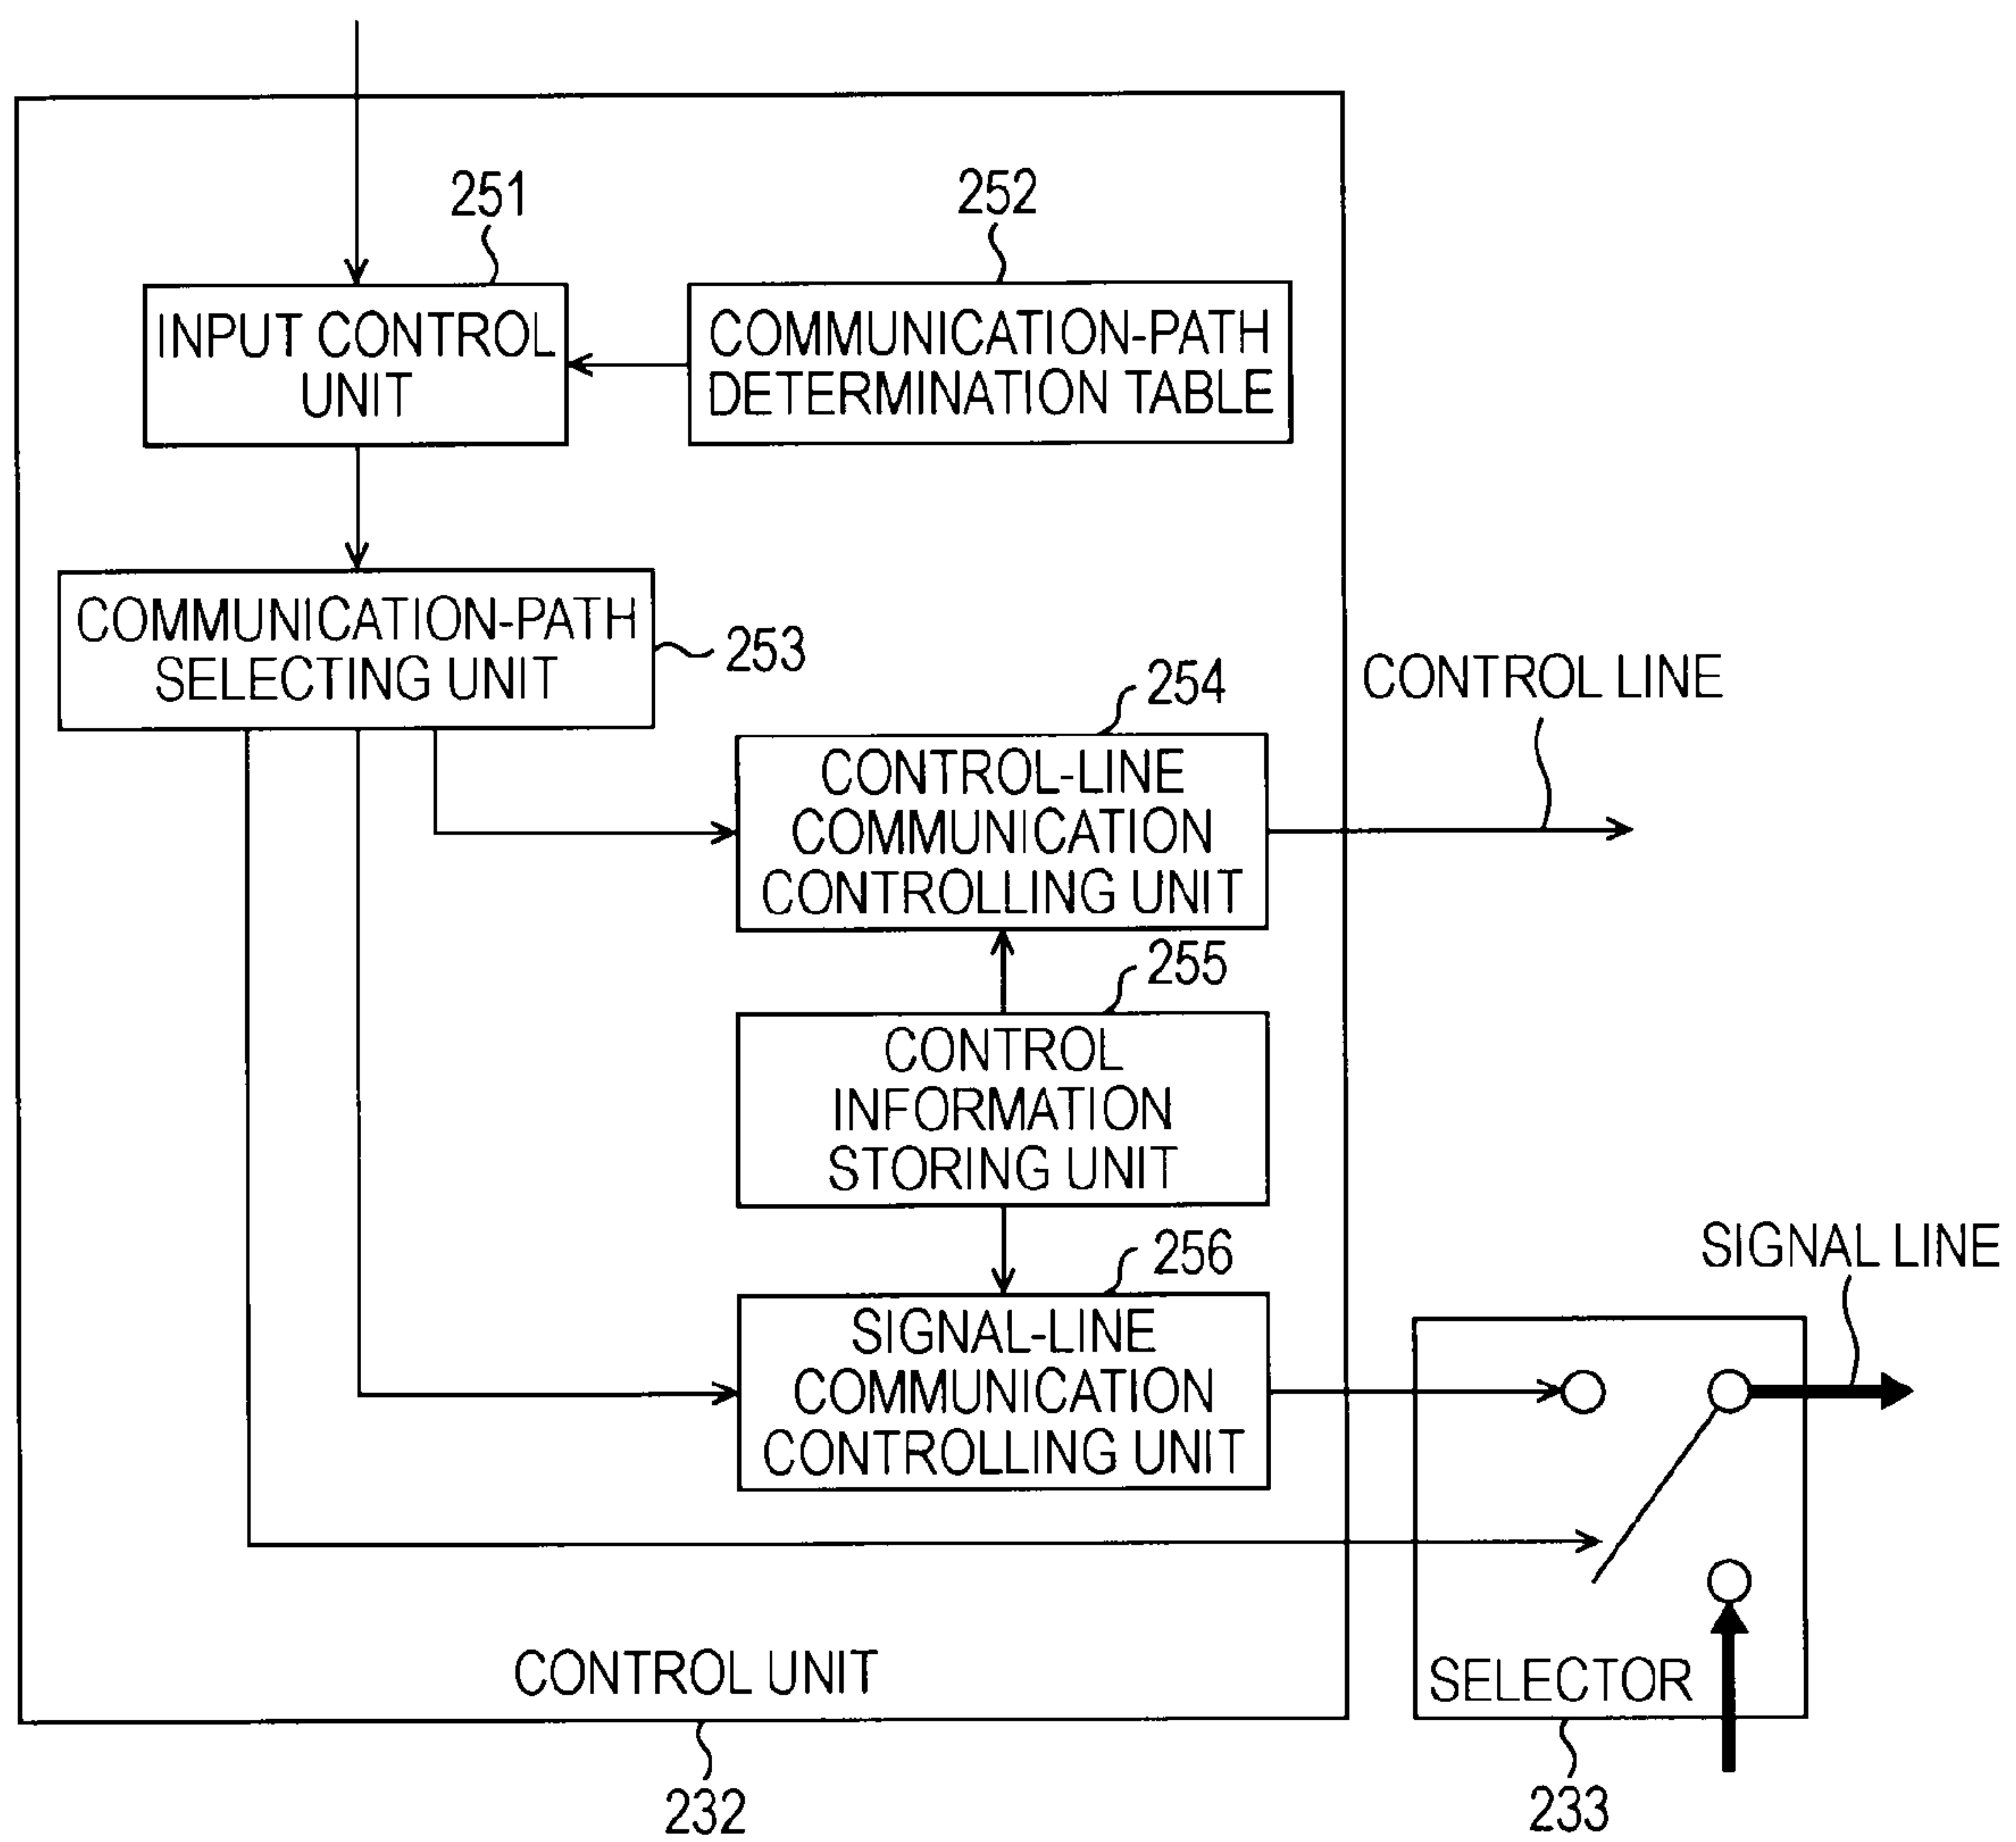 251
252
INPUT CONTROL
UNIT
COMMUNICATION-PATH
DETERMINATION TABLE
COMMUNICATION-PATH
SELECTING UNIT
253
254
CONTROL LINE
CONTROL-LINE
COMMUNICATION
CONTROLLING UNIT
255
CONTROL
INFORMATION
STORING UNIT
256
SIGNAL LINE
SIGNAL-LINE
COMMUNICATION
CONTROLLING UNIT
CONTROL UNIT
SELECTOR
232
233